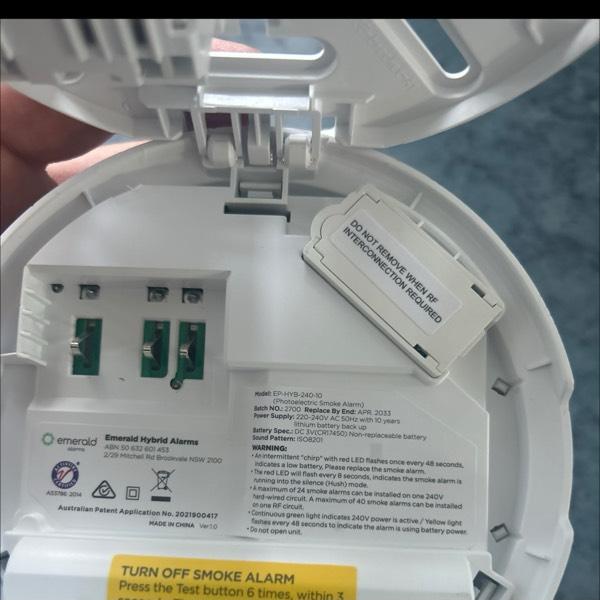 DO NOT REMOVE WHEN RF
INTERCONNECTION REQUIRED
Model: EP-HYB-240-10
(Photoelectric Smoke Alarm)
Batch NO.: 2700 Replace By End: APR. 2033
Power Supply: 220-240V AC 50Hz with 10 years
lithium battery back up
Battery Spec.: DC 3V(CR17450) Non-replaceable battery
Sound Pattern: ISO8201
WARNING:
• An intermittent "chirp" with red LED flashes once every 48 seconds,
indicates a low battery. Please replace the smoke alarm.
• The red LED will flash every 8 seconds, indicates the smoke alarm is
running into the silence (Hush) mode.
• A maximum of 24 smoke alarms can be installed on one 240V
hard-wired circuit. A maximum of 40 smoke alarms can be installed
in one RF circuit.
• Continuous green light indicates 240V power is active / Yellow light
flashes every 48 seconds to indicate the alarm is using battery power.
• Do not open unit.
emerald
alarms
Emerald Hybrid Alarms
ABN 50 632 601 453
2/29 Mitchell Rd Brookvale NSW 2100
AS3786: 2014
Australian Patent Application No. 2021900417
MADE IN CHINA Ver:1.0
TURN OFF SMOKE ALARM
Press the Test button 6 times, within 3